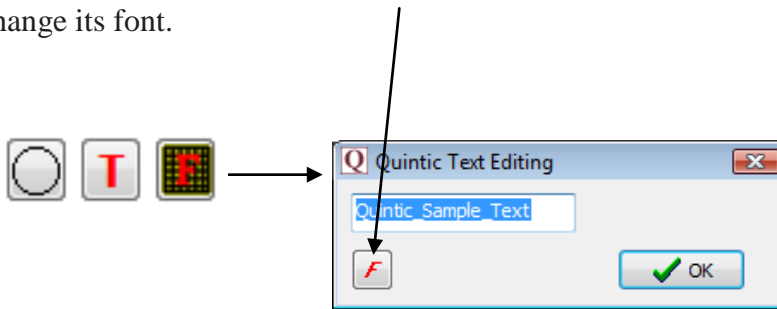 hange its font.
T F
Q Quintic Text Editing
Quintic_Sample_Text
F OK